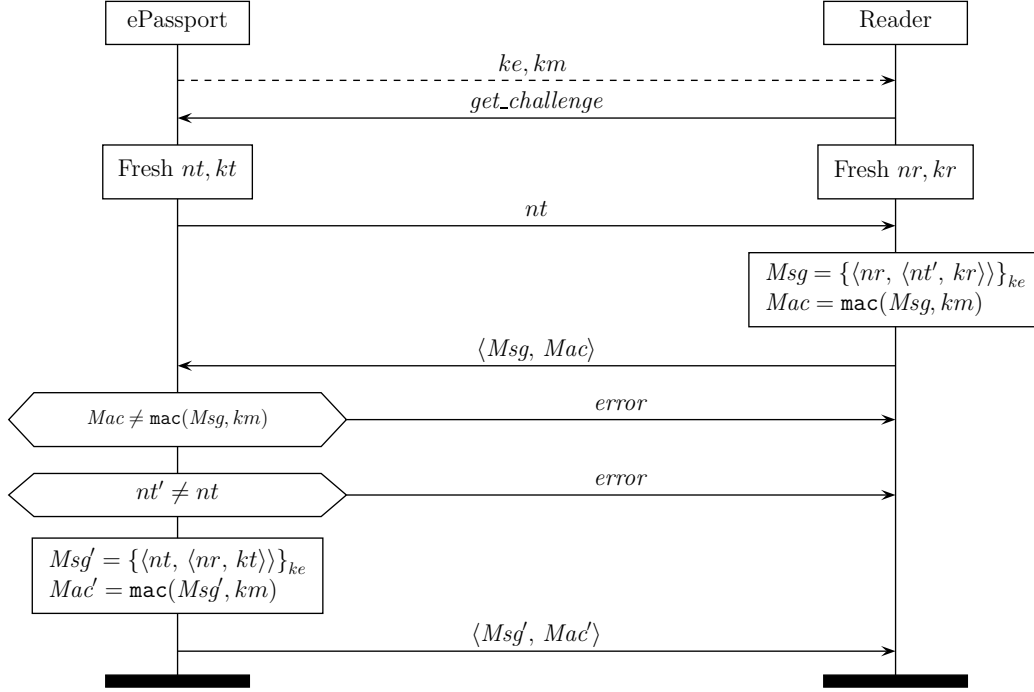 ePassport
Reader
ke, km
get_challenge
Fresh nt, kt
Fresh nr, kr
nt
Msg = {⟨nr, ⟨nt′, kr⟩⟩}ke
Mac = mac(Msg, km)
⟨Msg, Mac⟩
Mac ≠ mac(Msg, km)
error
nt′ ≠ nt
error
Msg′ = {⟨nt, ⟨nr, kt⟩⟩}ke
Mac′ = mac(Msg′, km)
⟨Msg′, Mac′⟩